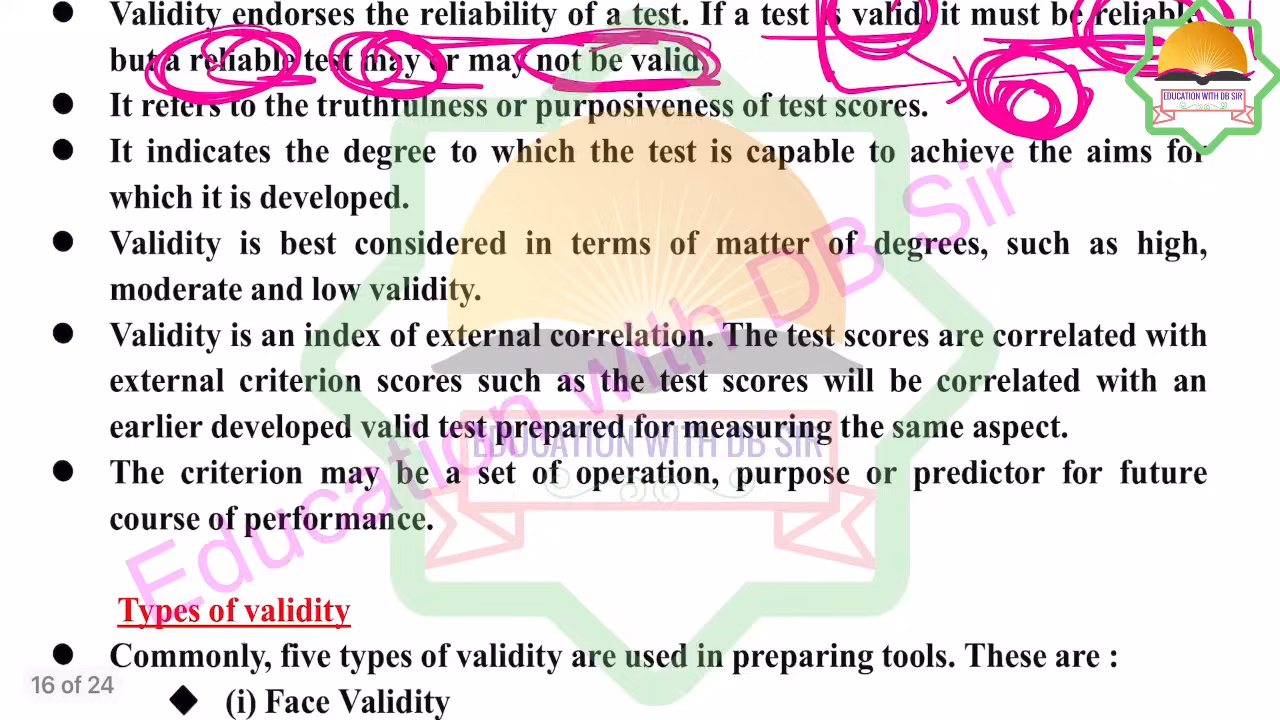 Validity endorses the reliability of a test. If a test is valid, it must be reliable
but a reliable test may or may not be valid.
EDUCATION WITH DB SIR
It refers to the truthfulness or purposiveness of test scores.
It indicates the degree to which the test is capable to achieve the aims for
which it is developed.
Validity is best considered in terms of matter of degrees, such as high,
moderate and low validity.
Validity is an index of external correlation. The test scores are correlated with
external criterion scores such as the test scores will be correlated with an
earlier developed valid test prepared for measuring the same aspect.
EDUCATION WITH DB SIR
Education with DB Sir
The criterion may be a set of operation, purpose or predictor for future
course of performance.
Types of validity
Commonly, five types of validity are used in preparing tools. These are :
16 of 24
(i) Face Validity